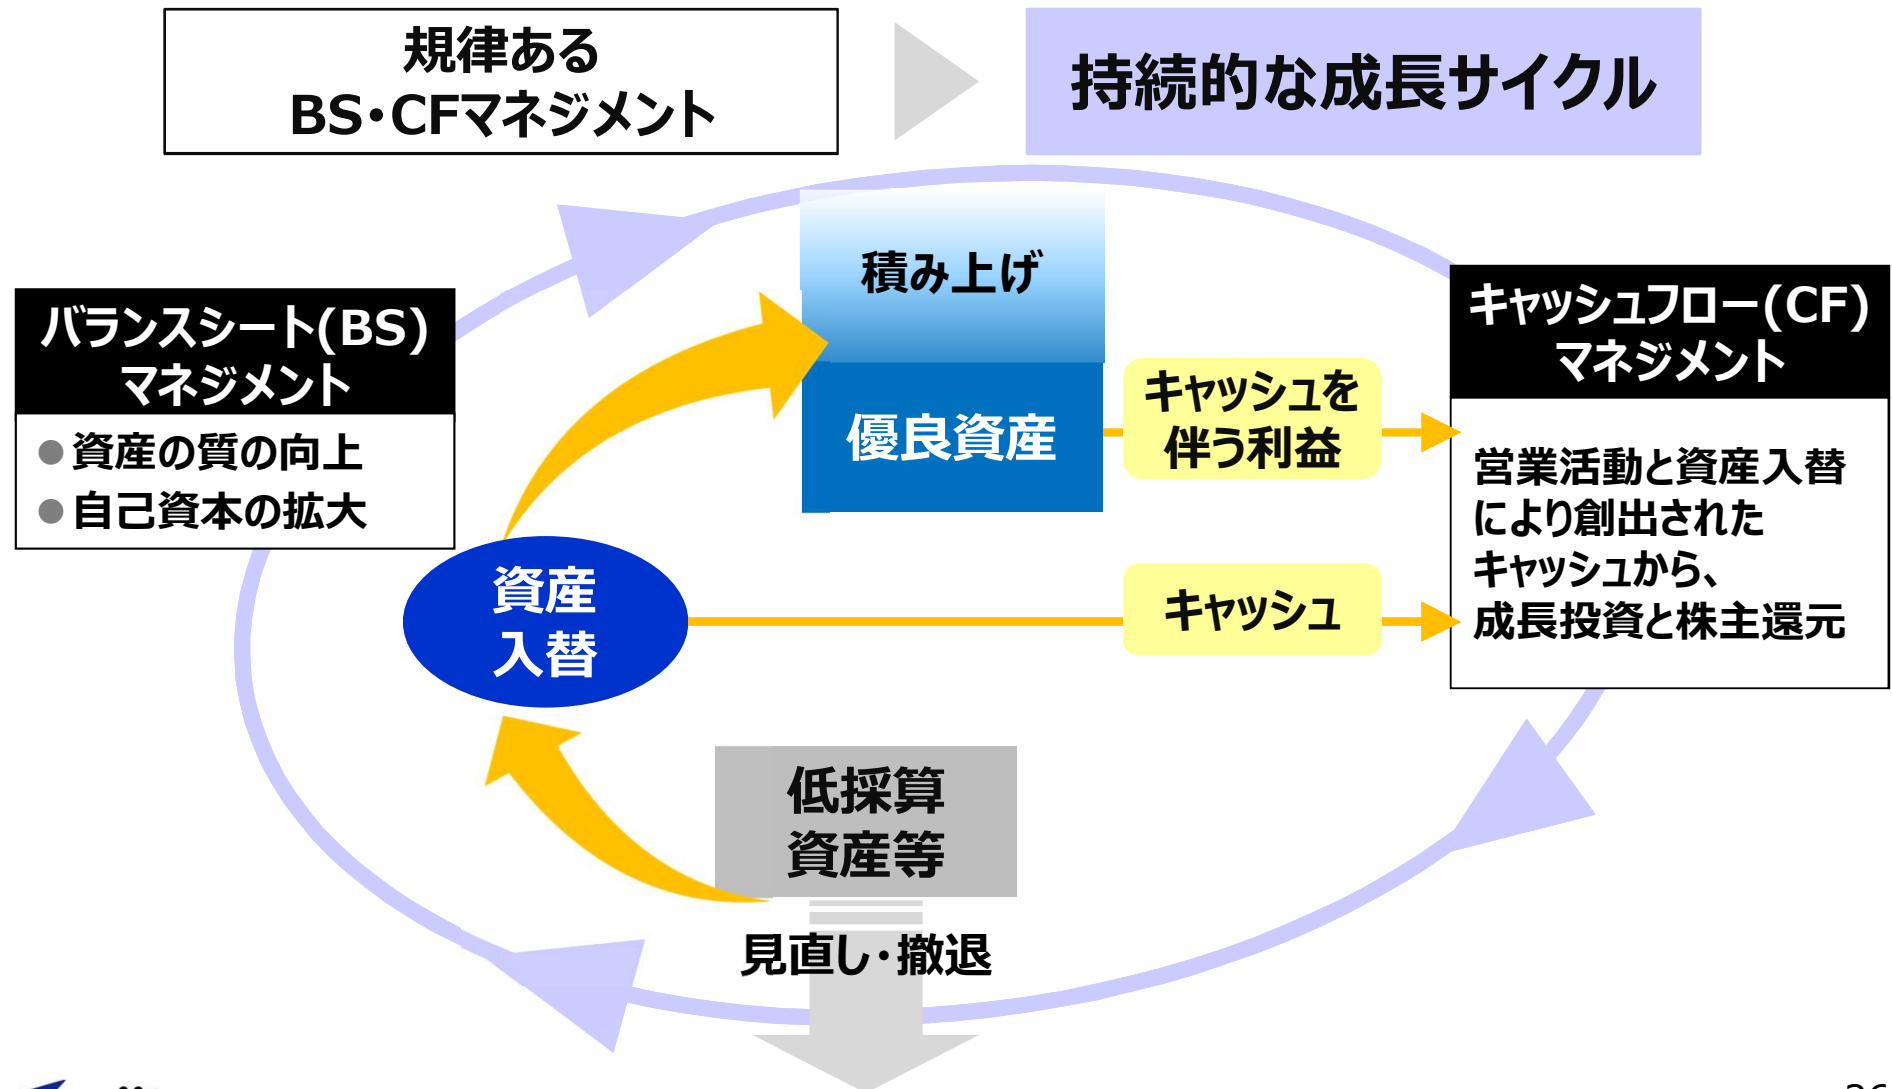 規律ある
BS・CFマネジメント
持続的な成長サイクル
積み上げ
優良資産
バランスシート(BS)
マネジメント
資産の質の向上
自己資本の拡大
キャッシュを
伴う利益
キャッシュフロー(CF)
マネジメント
営業活動と資産入替
により創出された
キャッシュから、
成長投資と株主還元
資産
入替
キャッシュ
低採算
資産等
見直し・撤退